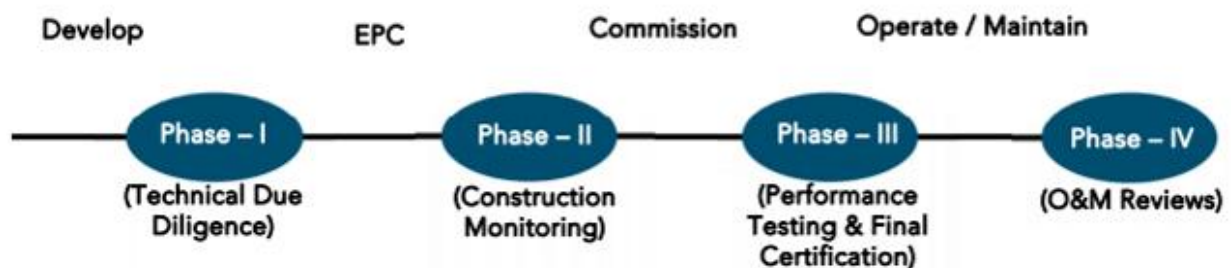 Develop
EPC
Commission
Operate / Maintain
Phase – I
Phase – II
Phase – III
Phase – IV
(Technical Due
Diligence)
(Construction
Monitoring)
(Performance
Testing & Final
Certification)
(O&M Reviews)